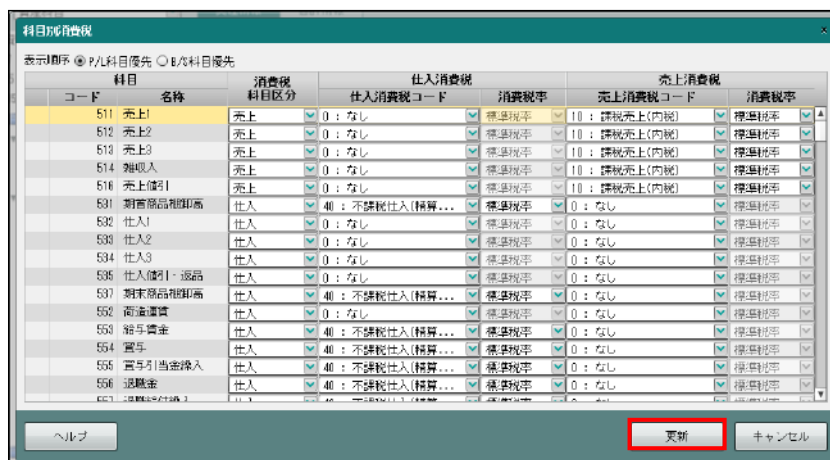 科目別消費税
×
表示順序 P/L科目優先 B/S科目優先
科目 消費税 科目区分 仕入消費税 売上消費税
コード 名称 仕入消費税コード 消費税率 売上消費税コード 消費税率
511 売上1 売上 0 : なし 標準税率 10 : 課税売上(内税) 標準税率
512 売上2 売上 0 : なし 標準税率 10 : 課税売上(内税) 標準税率
513 売上3 売上 0 : なし 標準税率 10 : 課税売上(内税) 標準税率
514 雑収入 売上 0 : なし 標準税率 10 : 課税売上(内税) 標準税率
516 売上値引 売上 0 : なし 標準税率 10 : 課税売上(内税) 標準税率
531 期首商品棚卸高 仕入 40 : 不課税仕入(精算... 標準税率 0 : なし 標準税率
532 仕入1 仕入 0 : なし 標準税率 0 : なし 標準税率
533 仕入2 仕入 0 : なし 標準税率 0 : なし 標準税率
534 仕入3 仕入 0 : なし 標準税率 0 : なし 標準税率
535 仕入値引・返品 仕入 0 : なし 標準税率 0 : なし 標準税率
537 期末商品棚卸高 仕入 40 : 不課税仕入(精算... 標準税率 0 : なし 標準税率
552 荷造運賃 仕入 0 : なし 標準税率 0 : なし 標準税率
553 給与賃金 仕入 40 : 不課税仕入(精算... 標準税率 0 : なし 標準税率
554 賞与 仕入 40 : 不課税仕入(精算... 標準税率 0 : なし 標準税率
555 賞与引当金繰入 仕入 40 : 不課税仕入(精算... 標準税率 0 : なし 標準税率
556 退職金 仕入 40 : 不課税仕入(精算... 標準税率 0 : なし 標準税率
ヘルプ 更新 キャンセル